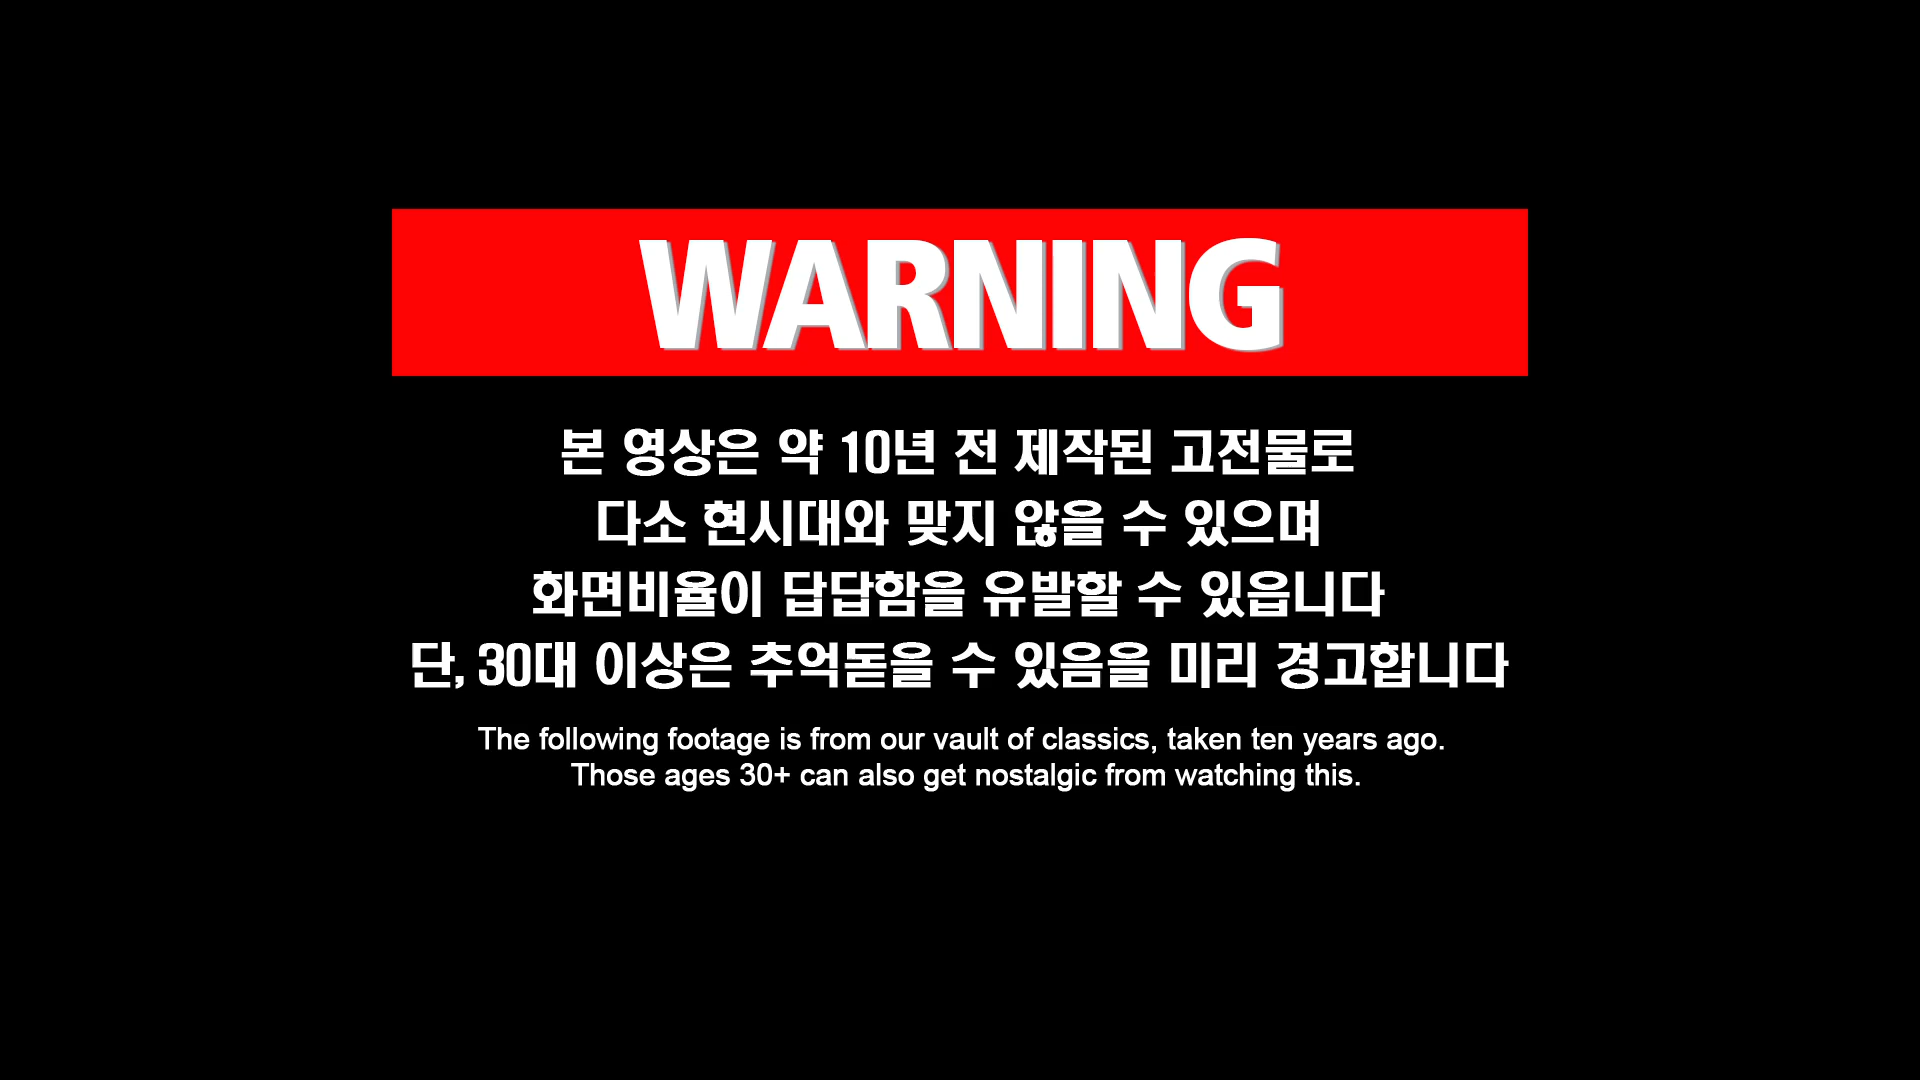 WARNING
본 영상은 약 10년 전 제작된 고전물로
다소 현시대와 맞지 않을 수 있으며
화면비율이 답답함을 유발할 수 있읍니다
단, 30대 이상은 추억돋을 수 있음을 미리 경고합니다
The following footage is from our vault of classics, taken ten years ago.
Those ages 30+ can also get nostalgic from watching this.